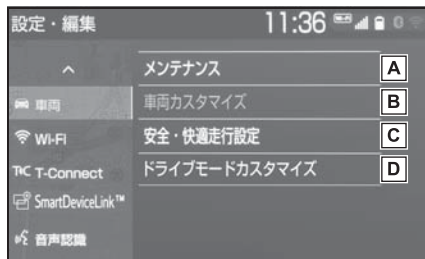 設定・編集 11:36
メンテナンス A
車両 車両カスタマイズ B
Wi-Fi 安全・快適走行設定 C
T-Connect ドライブモードカスタマイズ D
SmartDeviceLink™
音声認識